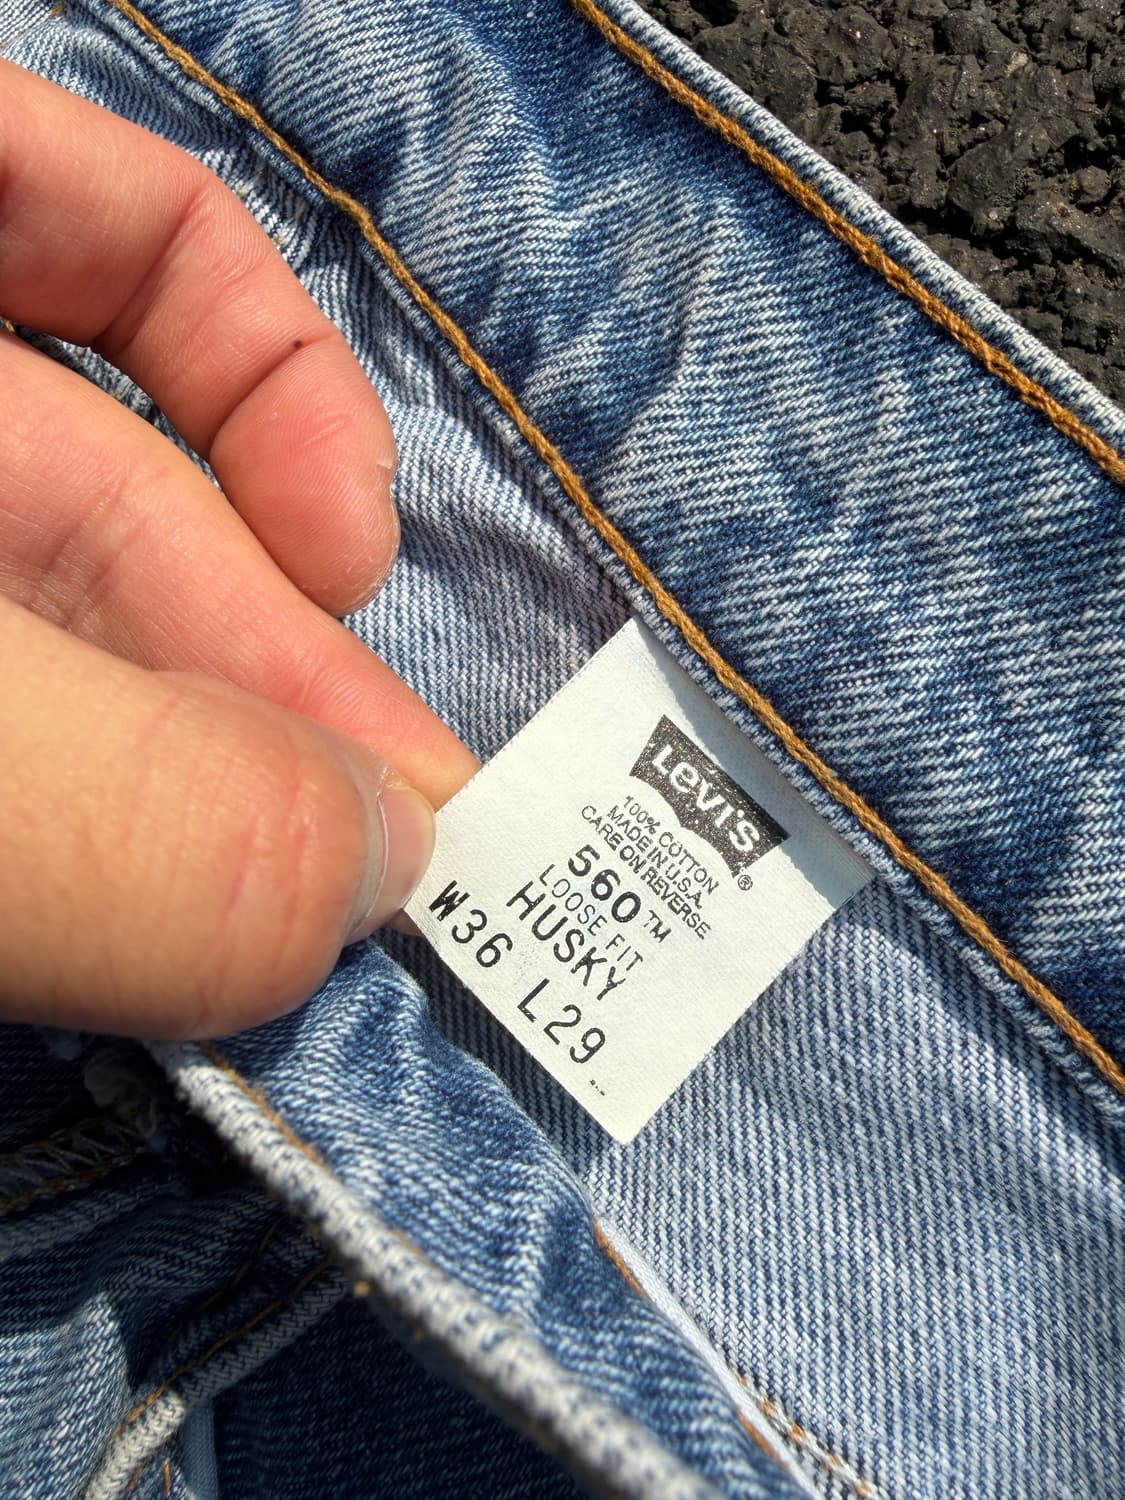 Levi's®
100% COTTON
MADE IN U.S.A.
CARE ON REVERSE
560™
LOOSE FIT
HUSKY
W36 L29